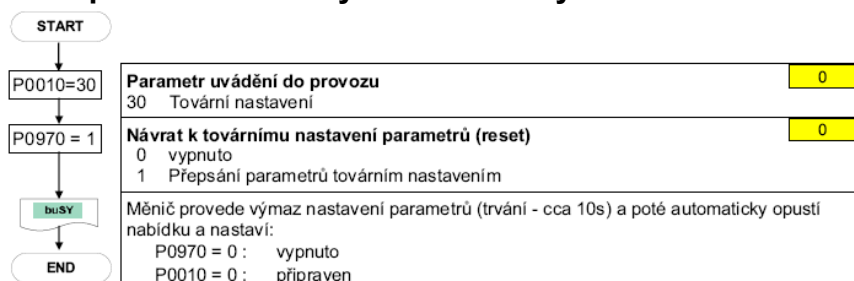 START
P0010=30
Parametr uvádění do provozu
0
30 Tovární nastavení
P0970 = 1
Návrat k továrnímu nastavení parametrů (reset)
0
0 vypnuto
1 Přepsání parametrů továrním nastavením
buSY
Měnič provede výmaz nastavení parametrů (trvání - cca 10s) a poté automaticky opustí
nabídku a nastaví:
P0970 = 0 : vypnuto
END
P0010 = 0 : připraven